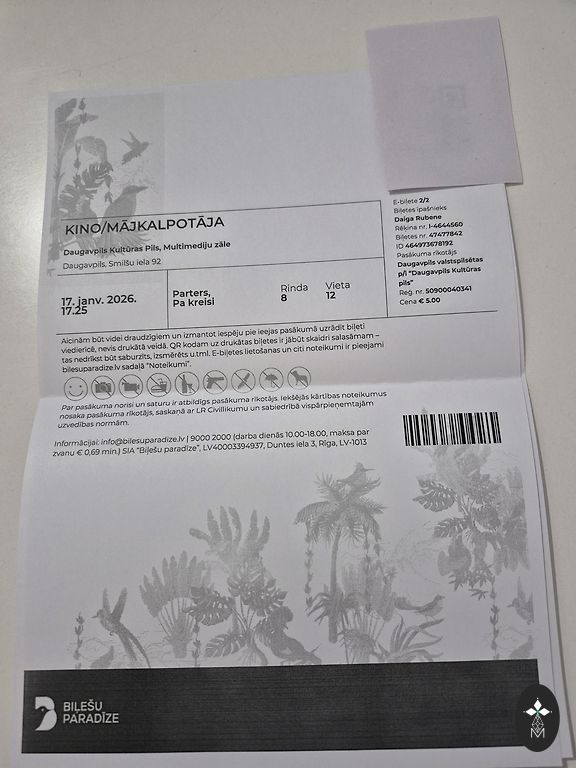 KINO/MĀJKALPOTĀJA
Daugavpils Kultūras Pils, Multimediju zāle
Daugavpils, Smilšu iela 92
17. janv. 2026.
17.25
Parters,
Pa kreisi
Rinda
8
Vieta
12
E-biļete 2/2
Biļetes īpašnieks
Daiga Rubene
Rēķina nr. I-4644560
Biļetes nr. 47477842
ID 464973678192
Pasākuma rīkotājs
Daugavpils valstspilsētas
p/i "Daugavpils Kultūras
pils"
Reģ. nr. 50900040341
Cena € 5.00
Aicinām būt videi draudzīgiem un izmantot iespēju pie ieejas pasākumā uzrādīt biļeti
viedierīcē, nevis drukātā veidā. QR kodam uz drukātas biļetes ir jābūt skaidri salasāmam –
tas nedrīkst būt saburzīts, izsmērēts u.tml. E-biļetes lietošanas un citi noteikumi ir pieejami
bilesuparadize.lv sadaļā "Noteikumi".
Par pasākuma norisi un saturu ir atbildīgs pasākuma rīkotājs. Iekšējās kārtības noteikumus
nosaka pasākuma rīkotājs, saskaņā ar LR Civillikumu un sabiedrībā vispārpieņemtajām
uzvedības normām.
Informācijai: info@bilesuparadize.lv | 9000 2000 (darba dienās 10.00-18.00, maksa par
zvanu € 0,69 min.) SIA "Biļešu paradīze", LV40003394937, Duntes iela 3, Rīga, LV-1013
BIĻEŠU
PARADĪZE
M